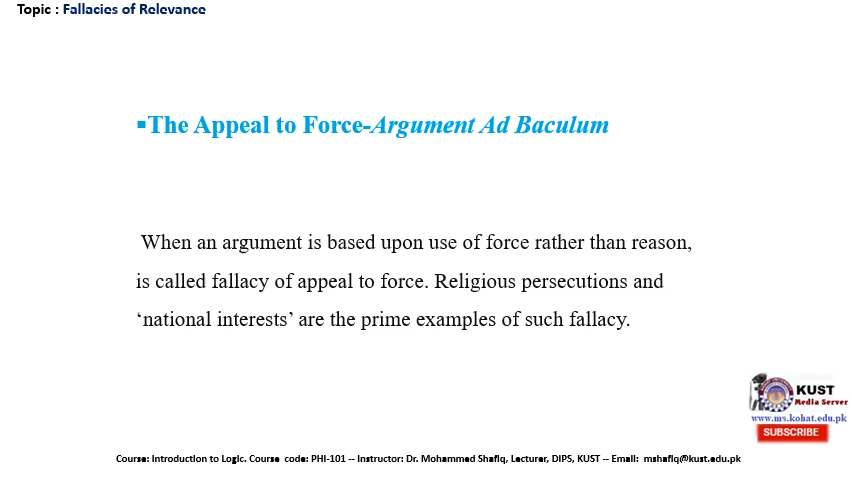 Topic : Fallacies of Relevance
▪The Appeal to Force-Argument Ad Baculum
When an argument is based upon use of force rather than reason,
is called fallacy of appeal to force. Religious persecutions and
‘national interests’ are the prime examples of such fallacy.
KUST
Media Server
www.ms.kohat.edu.pk
SUBSCRIBE
Course: Introduction to Logic. Course code: PHI-101 -- Instructor: Dr. Mohammed Shafiq, Lecturer, DIPS, KUST -- Email: mshafiq@kust.edu.pk